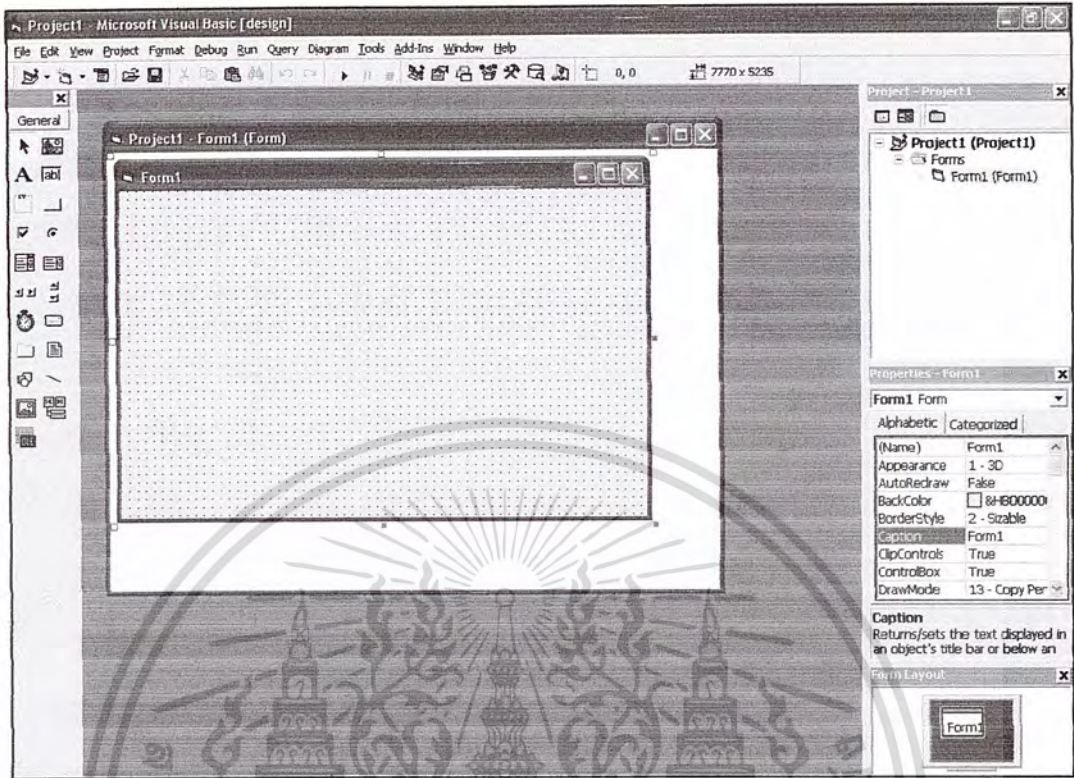 Project1 - Microsoft Visual Basic [design]
File Edit View Project Format Debug Run Query Diagram Tools Add-Ins Window Help
0, 0 7770 x 5235
General
A ab
OLE
Project1 - Form1 (Form)
Form1
Project - Project1
Project1 (Project1)
Forms
Form1 (Form1)
Properties - Form1
Form1 Form
Alphabetic Categorized
(Name) Form1
Appearance 1 - 3D
AutoRedraw False
BackColor
BorderStyle 2 - Sizable
Caption Form1
ClipControls True
ControlBox True
DrawMode 13 - Copy Per
Caption
Returns/sets the text displayed in
an object's title bar or below an
Form Layout
Form1